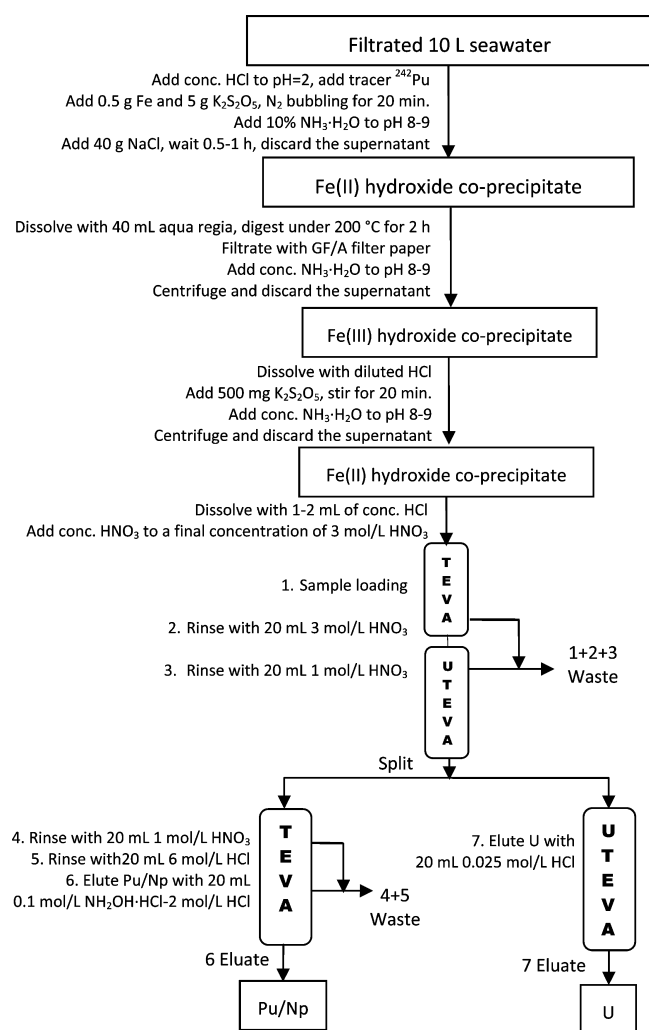 Filtrated 10 L seawater
Add conc. HCl to pH=2, add tracer ²⁴²Pu
Add 0.5 g Fe and 5 g K₂S₂O₅, N₂ bubbling for 20 min.
Add 10% NH₃·H₂O to pH 8-9
Add 40 g NaCl, wait 0.5-1 h, discard the supernatant
Fe(II) hydroxide co-precipitate
Dissolve with 40 mL aqua regia, digest under 200 °C for 2 h
Filtrate with GF/A filter paper
Add conc. NH₃·H₂O to pH 8-9
Centrifuge and discard the supernatant
Fe(III) hydroxide co-precipitate
Dissolve with diluted HCl
Add 500 mg K₂S₂O₅, stir for 20 min.
Add conc. NH₃·H₂O to pH 8-9
Centrifuge and discard the supernatant
Fe(II) hydroxide co-precipitate
Dissolve with 1-2 mL of conc. HCl
Add conc. HNO₃ to a final concentration of 3 mol/L HNO₃
TEVA
1. Sample loading
2. Rinse with 20 mL 3 mol/L HNO₃
3. Rinse with 20 mL 1 mol/L HNO₃
UTEVA
1+2+3
Waste
Split
4. Rinse with 20 mL 1 mol/L HNO₃
5. Rinse with20 mL 6 mol/L HCl
6. Elute Pu/Np with 20 mL
0.1 mol/L NH₂OH·HCl-2 mol/L HCl
TEVA
4+5
Waste
6 Eluate
Pu/Np
7. Elute U with
20 mL 0.025 mol/L HCl
UTEVA
7 Eluate
U